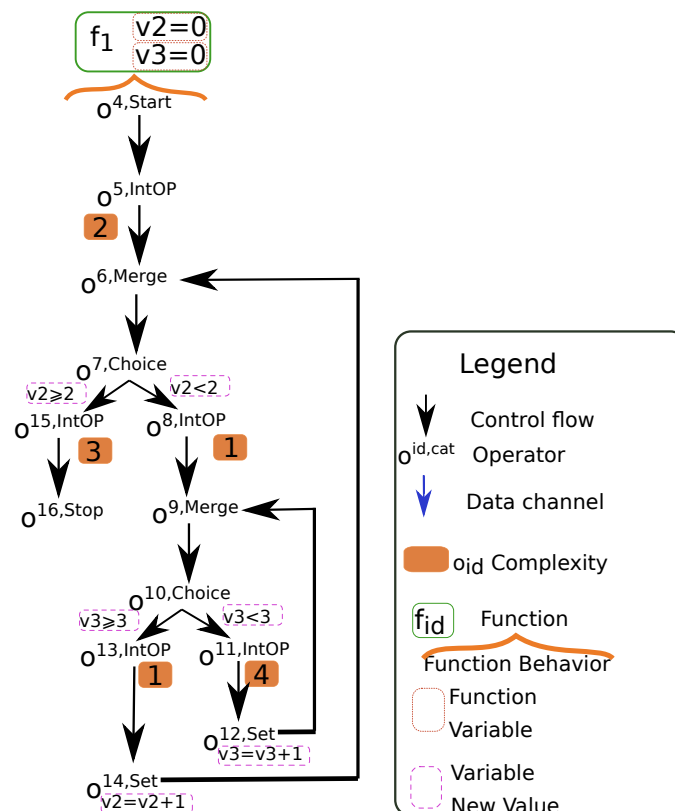 f1 v2=0
v3=0
o4,Start
o5,IntOP
2
o6,Merge
o7,Choice
v2⩾2 v2<2
o15,IntOP o8,IntOP
3 1
o16,Stop o9,Merge
o10,Choice
v3⩾3 v3<3
o13,IntOP o11,IntOP
1 4
o12,Set
v3=v3+1
o14,Set
v2=v2+1
Legend
Control flow
oid,cat Operator
Data channel
oid Complexity
fid Function
Function Behavior
Function
Variable
Variable
New Value